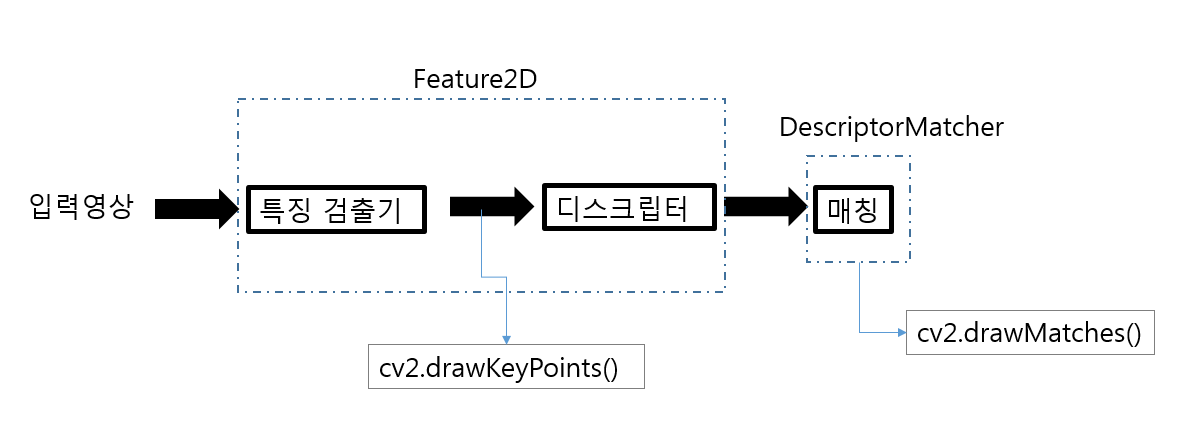 Feature2D
DescriptorMatcher
입력영상
특징 검출기
디스크립터
매칭
cv2.drawMatches()
cv2.drawKeyPoints()